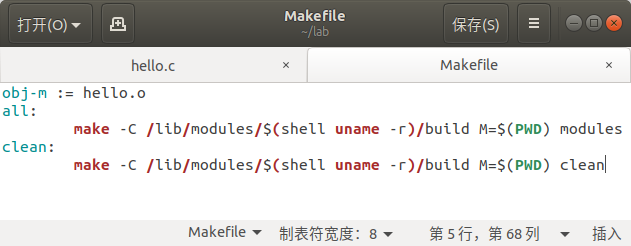 打开(O)
Makefile
~/lab
保存(S)
hello.c ×
Makefile ×
obj-m := hello.o
all:
	make -C /lib/modules/$(shell uname -r)/build M=$(PWD) modules
clean:
	make -C /lib/modules/$(shell uname -r)/build M=$(PWD) clean
Makefile 制表符宽度：8 第 5 行，第 68 列 插入